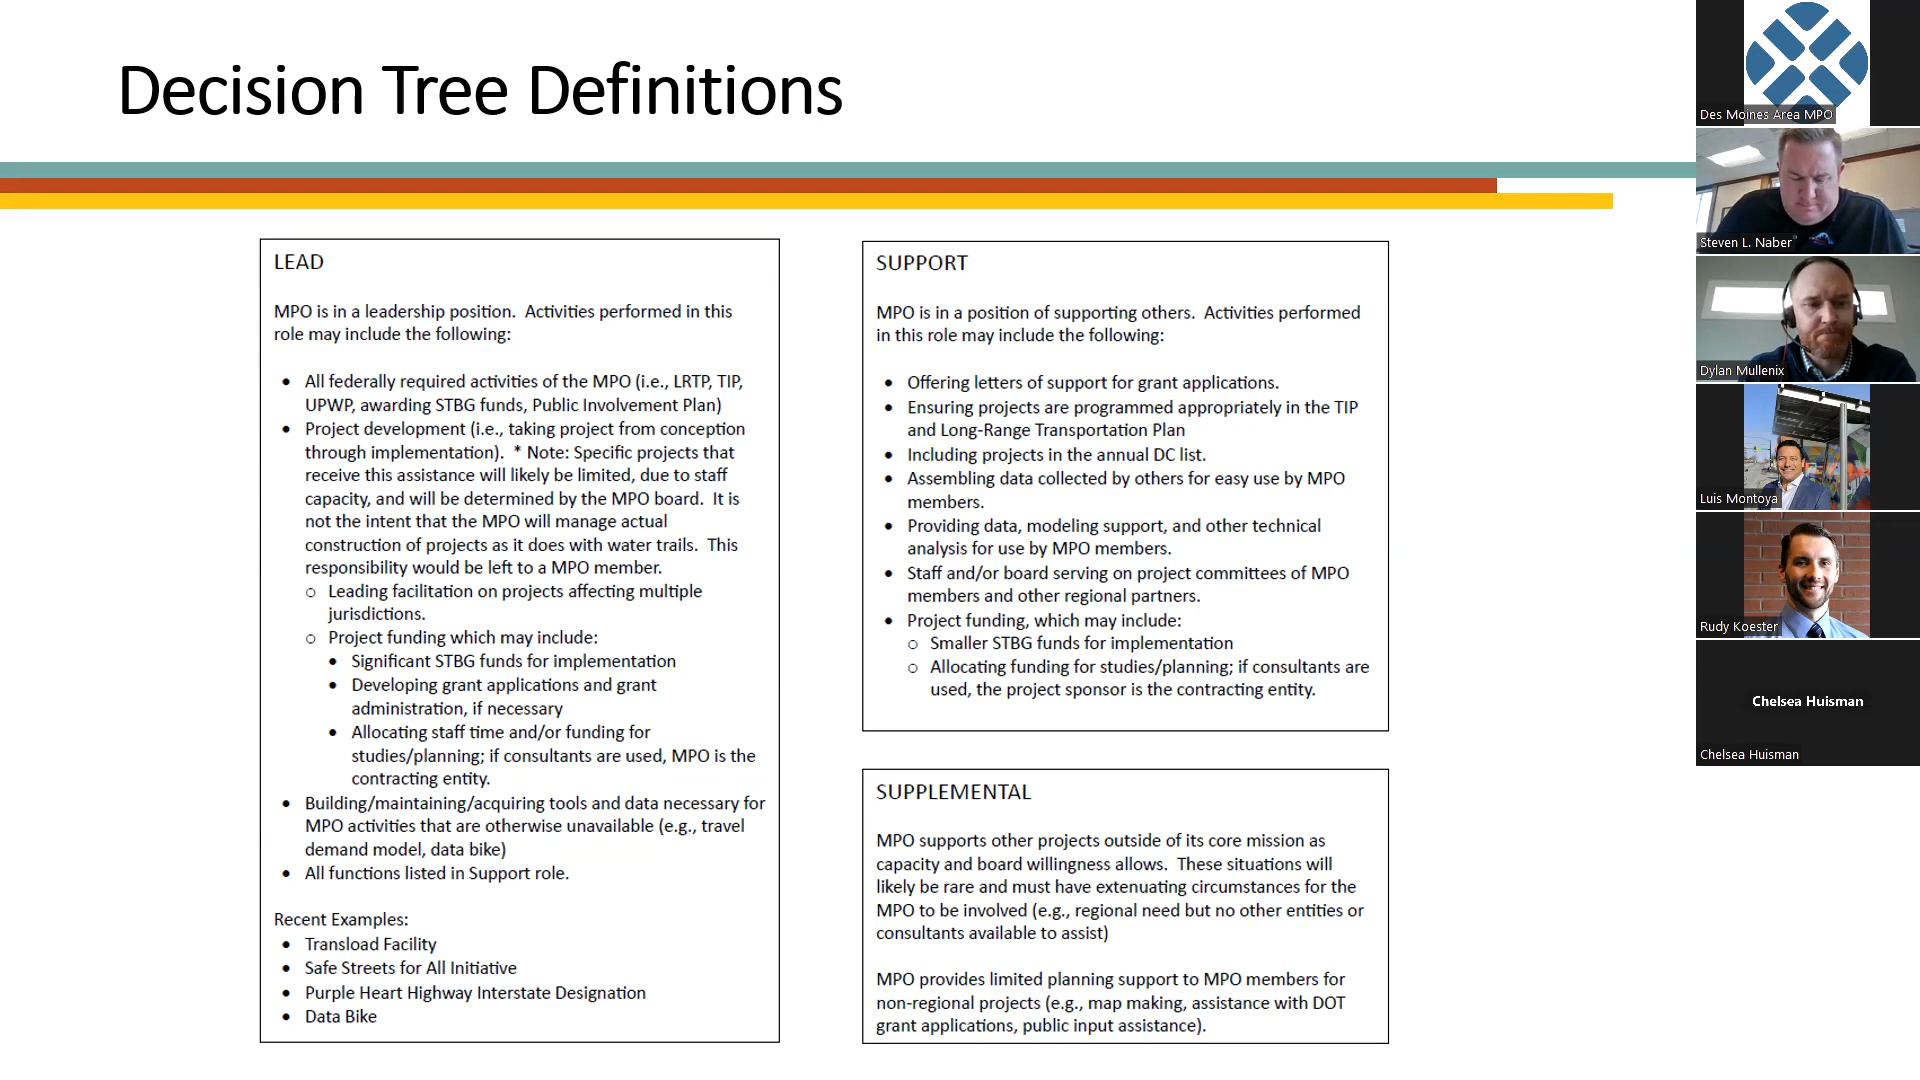 Decision Tree Definitions
LEAD
MPO is in a leadership position.  Activities performed in this
role may include the following:
• All federally required activities of the MPO (i.e., LRTP, TIP,
UPWP, awarding STBG funds, Public Involvement Plan)
• Project development (i.e., taking project from conception
through implementation).  * Note: Specific projects that
receive this assistance will likely be limited, due to staff
capacity, and will be determined by the MPO board.  It is
not the intent that the MPO will manage actual
construction of projects as it does with water trails.  This
responsibility would be left to a MPO member.
o Leading facilitation on projects affecting multiple
jurisdictions.
o Project funding which may include:
• Significant STBG funds for implementation
• Developing grant applications and grant
administration, if necessary
• Allocating staff time and/or funding for
studies/planning; if consultants are used, MPO is the
contracting entity.
• Building/maintaining/acquiring tools and data necessary for
MPO activities that are otherwise unavailable (e.g., travel
demand model, data bike)
• All functions listed in Support role.
Recent Examples:
• Transload Facility
• Safe Streets for All Initiative
• Purple Heart Highway Interstate Designation
• Data Bike
SUPPORT
MPO is in a position of supporting others.  Activities performed
in this role may include the following:
• Offering letters of support for grant applications.
• Ensuring projects are programmed appropriately in the TIP
and Long-Range Transportation Plan
• Including projects in the annual DC list.
• Assembling data collected by others for easy use by MPO
members.
• Providing data, modeling support, and other technical
analysis for use by MPO members.
• Staff and/or board serving on project committees of MPO
members and other regional partners.
• Project funding, which may include:
o Smaller STBG funds for implementation
o Allocating funding for studies/planning; if consultants are
used, the project sponsor is the contracting entity.
SUPPLEMENTAL
MPO supports other projects outside of its core mission as
capacity and board willingness allows.  These situations will
likely be rare and must have extenuating circumstances for the
MPO to be involved (e.g., regional need but no other entities or
consultants available to assist)
MPO provides limited planning support to MPO members for
non-regional projects (e.g., map making, assistance with DOT
grant applications, public input assistance).
Des Moines Area MPO
Steven L. Naber
Dylan Mullenix
Luis Montoya
Rudy Koester
Chelsea Huisman
Chelsea Huisman